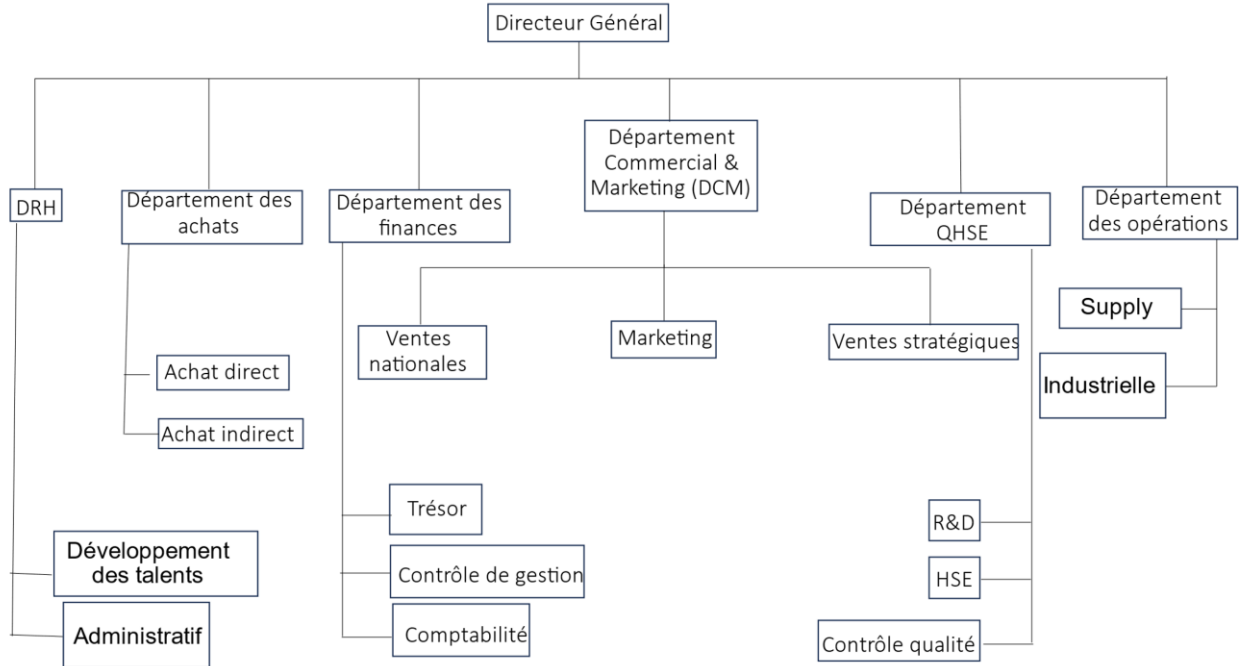 Directeur Général
DRH
Département des
achats
Département des
finances
Département
Commercial &
Marketing (DCM)
Département
QHSE
Département
des opérations
Ventes
nationales
Marketing
Ventes stratégiques
Supply
Industrielle
Achat direct
Achat indirect
Trésor
Contrôle de gestion
Comptabilité
R&D
HSE
Contrôle qualité
Développement
des talents
Administratif